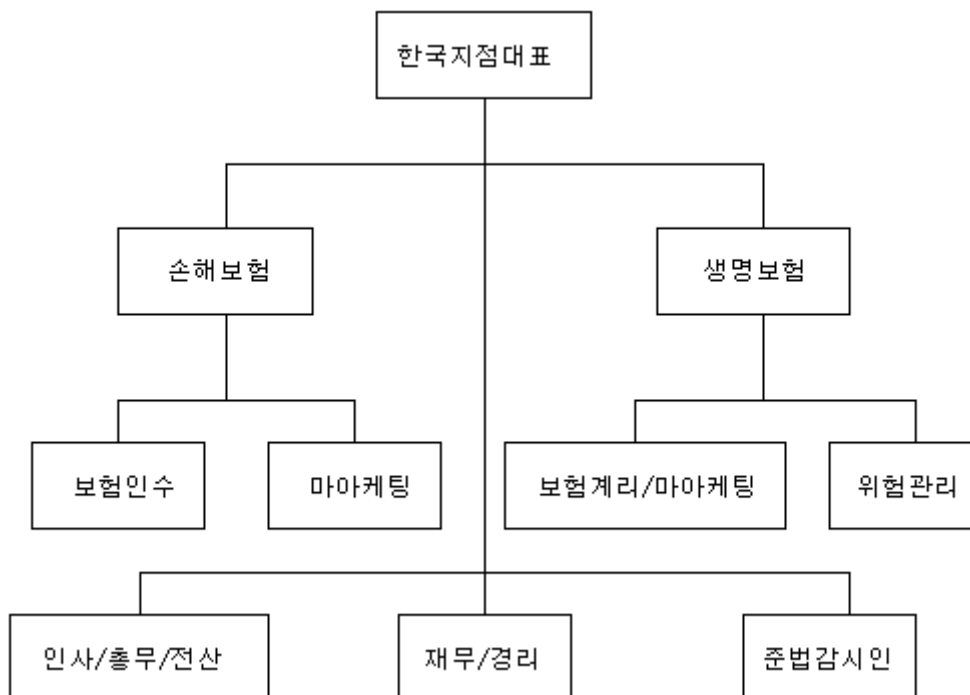 한국지점대표
손해보험
생명보험
보험인수
마아케팅
보험계리/마아케팅
위험관리
인사/총무/전산
재무/경리
준법감시인